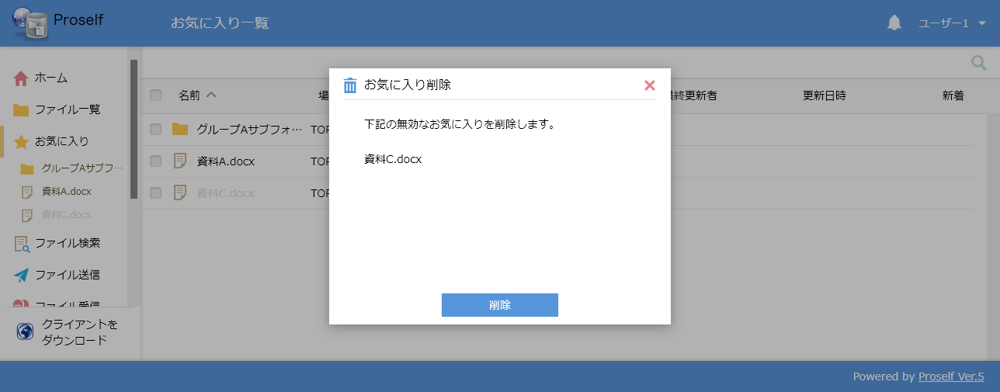 Proself
お気に入り一覧
ユーザー1
ホーム
ファイル一覧
お気に入り
グループAサブフ…
資料A.docx
資料C.docx
ファイル検索
ファイル送信
ファイル受信
クライアントを
ダウンロード
名前
場
最終更新者
更新日時
新着
グループAサブフォ… TOP
資料A.docx TOP
資料C.docx TOP
お気に入り削除
下記の無効なお気に入りを削除します。
資料C.docx
削除
Powered by Proself Ver.5